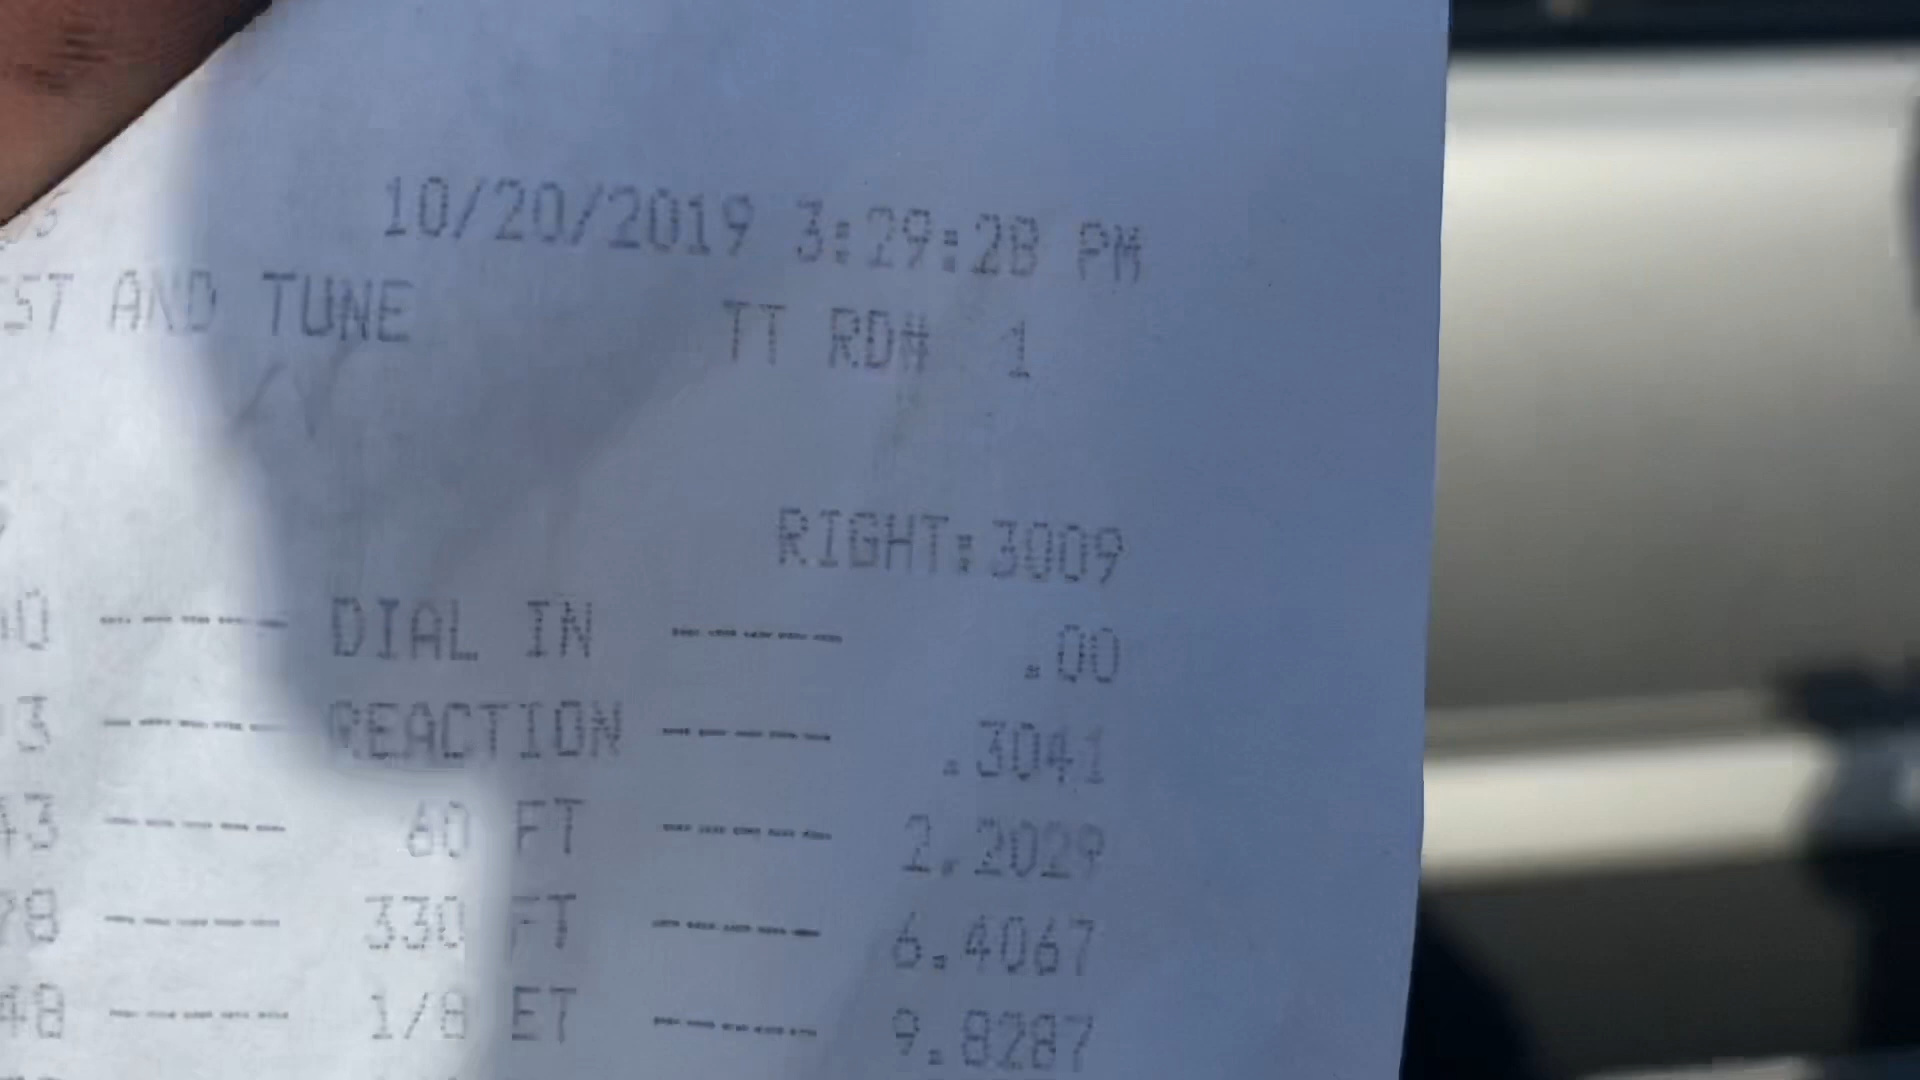 10/20/2019 3:29:28 PM
AND TUNE TT RD# 1
RIGHT:3009
----- DIAL IN ----- .00
----- REACTION ----- .3041
----- 60 FT ----- 2.2029
----- 330 FT ----- 6.4067
----- 1/8 ET ----- 9.8287